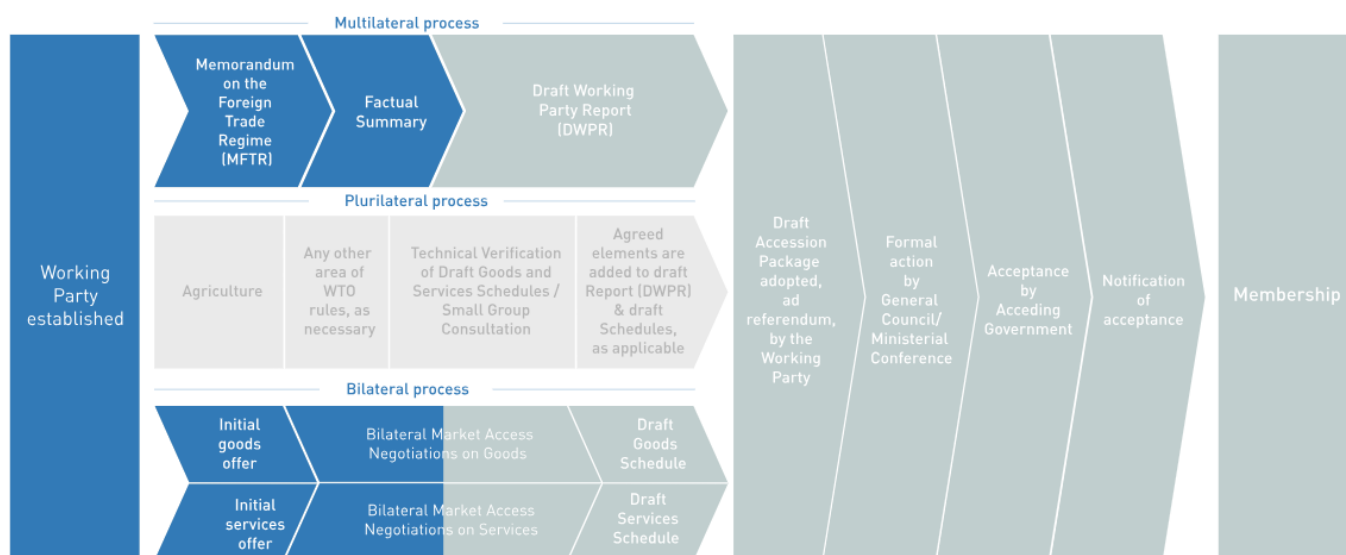 Multilateral process
Working
Party
established
Memorandum
on the
Foreign
Trade
Regime
(MFTR)
Factual
Summary
Draft Working
Party Report
(DWPR)
Plurilateral process
Agriculture
Any other
area of
WTO
rules, as
necessary
Technical Verification
of Draft Goods and
Services Schedules /
Small Group
Consultation
Agreed
elements are
added to draft
Report (DWPR)
& draft
Schedules,
as applicable
Bilateral process
Initial
goods
offer
Bilateral Market Access
Negotiations on Goods
Draft
Goods
Schedule
Initial
services
offer
Bilateral Market Access
Negotiations on Services
Draft
Services
Schedule
Draft
Accession
Package
adopted,
ad
referendum,
by the
Working
Party
Formal
action
by
General
Council/
Ministerial
Conference
Acceptance
by
Acceding
Government
Notification
of
acceptance
Membership